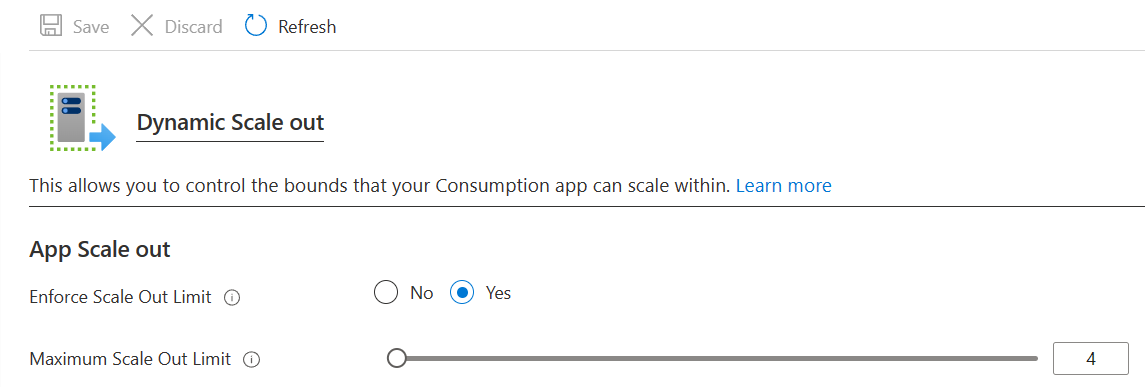 Save Discard Refresh
Dynamic Scale out
This allows you to control the bounds that your Consumption app can scale within. Learn more
App Scale out
Enforce Scale Out Limit No Yes
Maximum Scale Out Limit 4